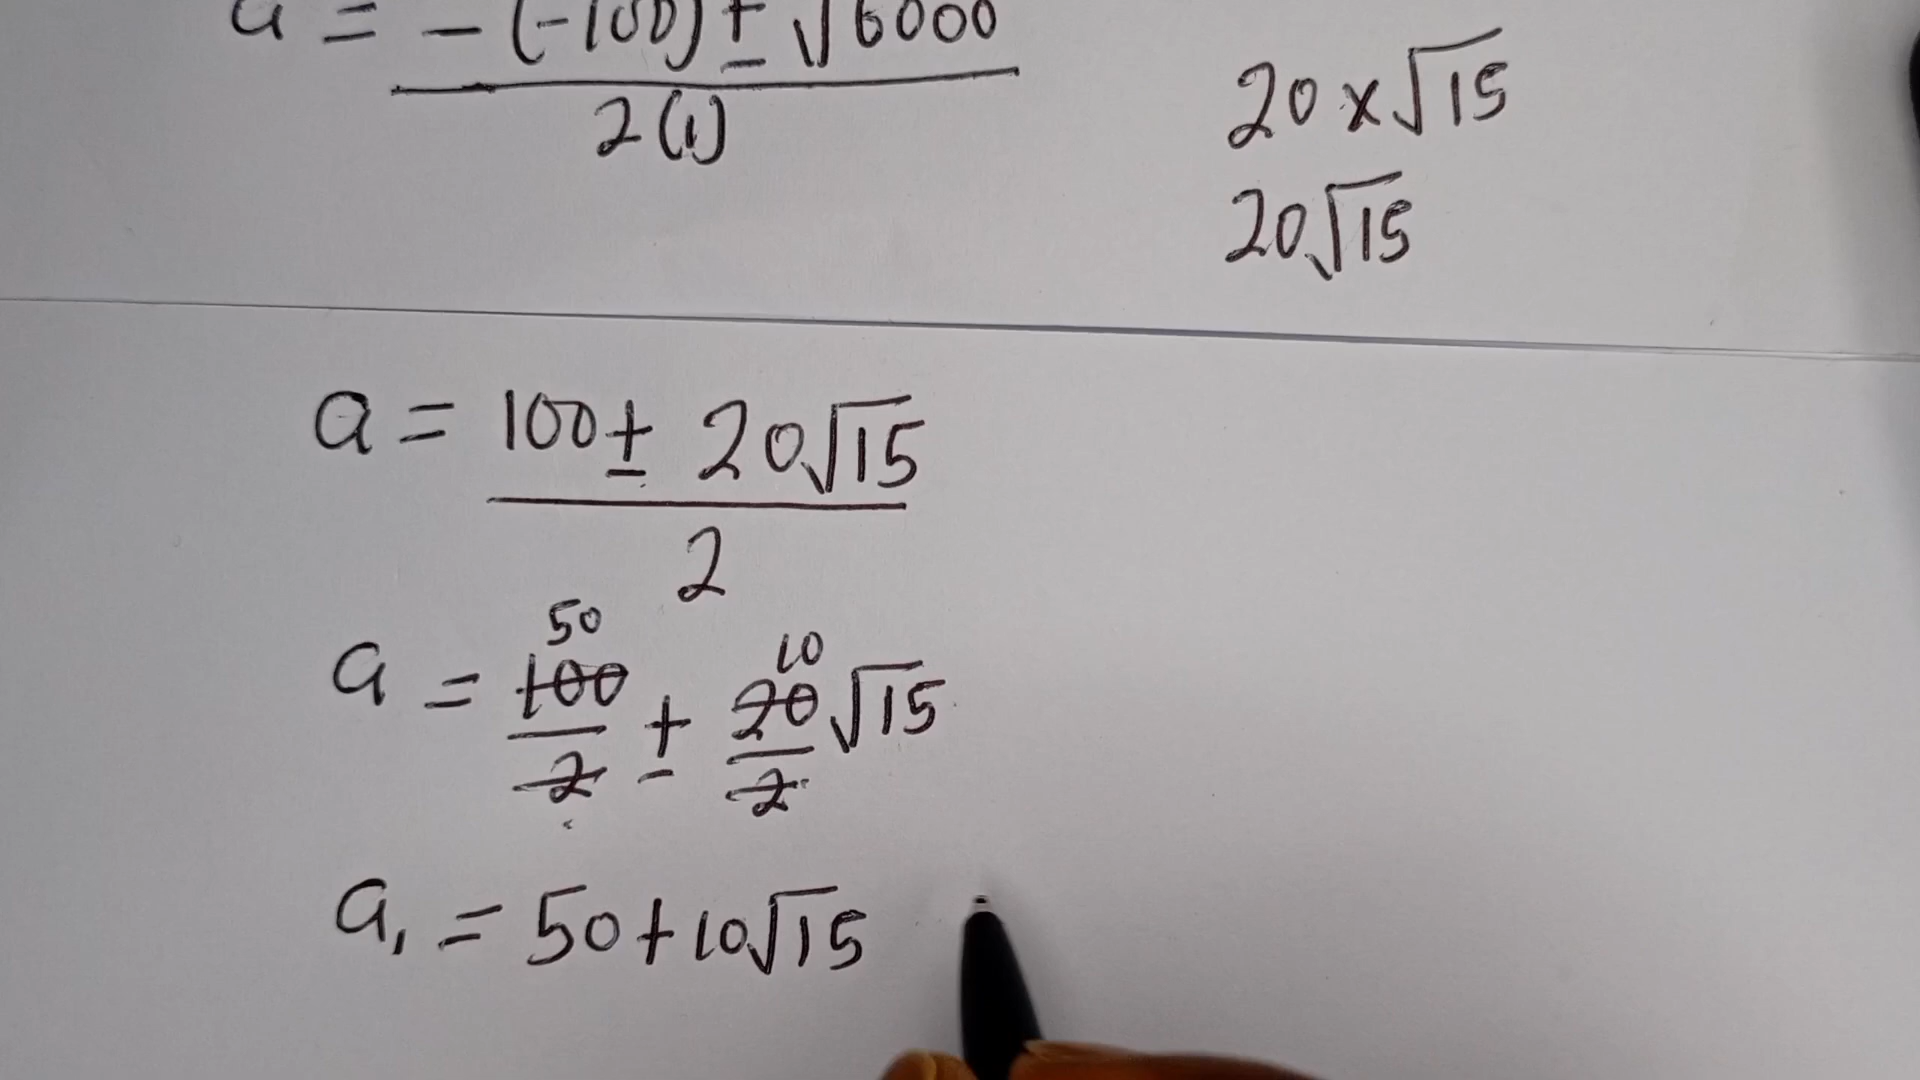 a = - (-100) ± √6000
2(1)
20 x √15
20√15
a = 100 ± 20√15
2
50 10
a = 100 ± 20 √15
2 2
a₁ = 50 + 10√15